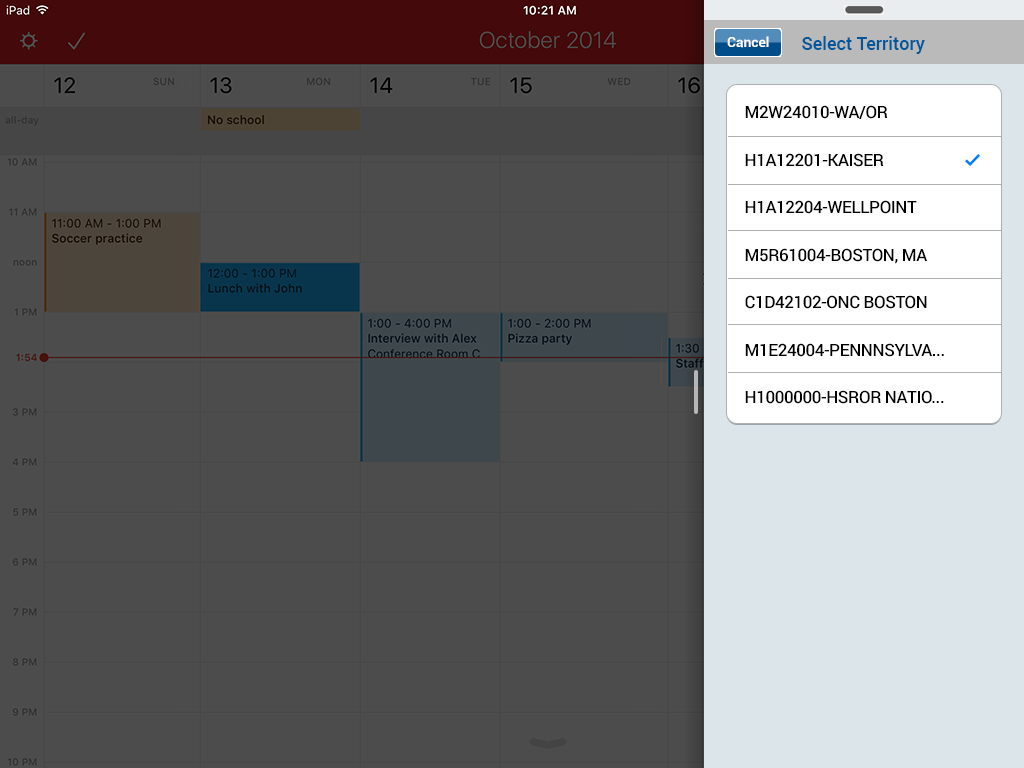 iPad
10:21 AM
October 2014
12 SUN
13 MON
14 TUE
15 WED
16
all-day
No school
10 AM
11 AM
noon
1 PM
1:54
3 PM
4 PM
5 PM
6 PM
7 PM
8 PM
9 PM
10 PM
11:00 AM - 1:00 PM
Soccer practice
12:00 - 1:00 PM
Lunch with John
1:00 - 4:00 PM
Interview with Alex
Conference Room C
1:00 - 2:00 PM
Pizza party
1:30
Staff
Cancel
Select Territory
M2W24010-WA/OR
H1A12201-KAISER
H1A12204-WELLPOINT
M5R61004-BOSTON, MA
C1D42102-ONC BOSTON
M1E24004-PENNNSYLVA...
H1000000-HSROR NATIO...